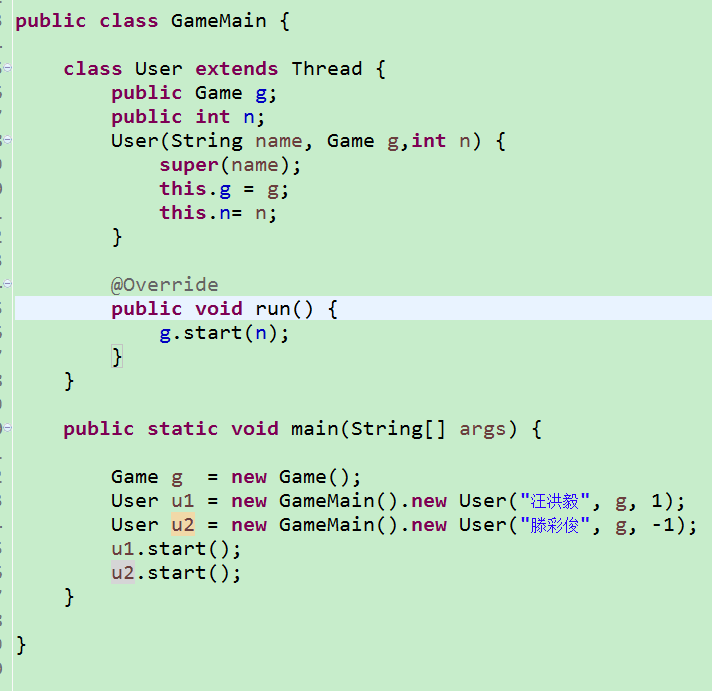 public class GameMain {
class User extends Thread {
public Game g;
public int n;
User(String name, Game g,int n) {
super(name);
this.g = g;
this.n= n;
}
@Override
public void run() {
g.start(n);
}
}
public static void main(String[] args) {
Game g  = new Game();
User u1 = new GameMain().new User("汪洪毅", g, 1);
User u2 = new GameMain().new User("滕彩俊", g, -1);
u1.start();
u2.start();
}
}